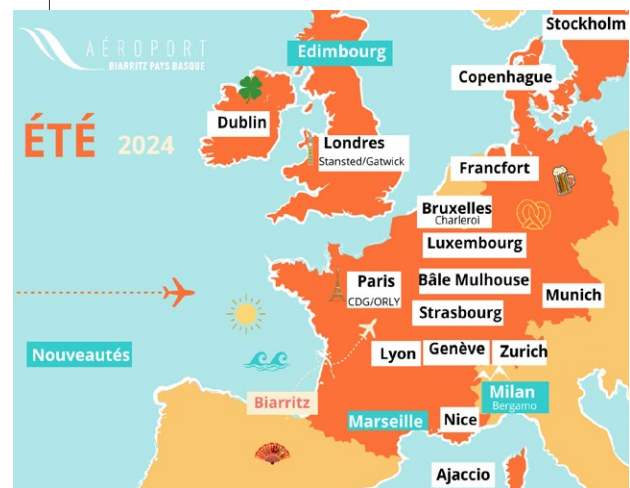 AÉROPORT
BIARRITZ PAYS BASQUE
ÉTÉ 2024
Stockholm
Edimbourg
Copenhague
Dublin
Londres
Stansted/Gatwick
Francfort
Bruxelles
Charleroi
Luxembourg
Paris
CDG/ORLY
Bâle Mulhouse
Munich
Strasbourg
Nouveautés
Lyon
Genève
Zurich
Biarritz
Milan
Bergamo
Marseille
Nice
Ajaccio